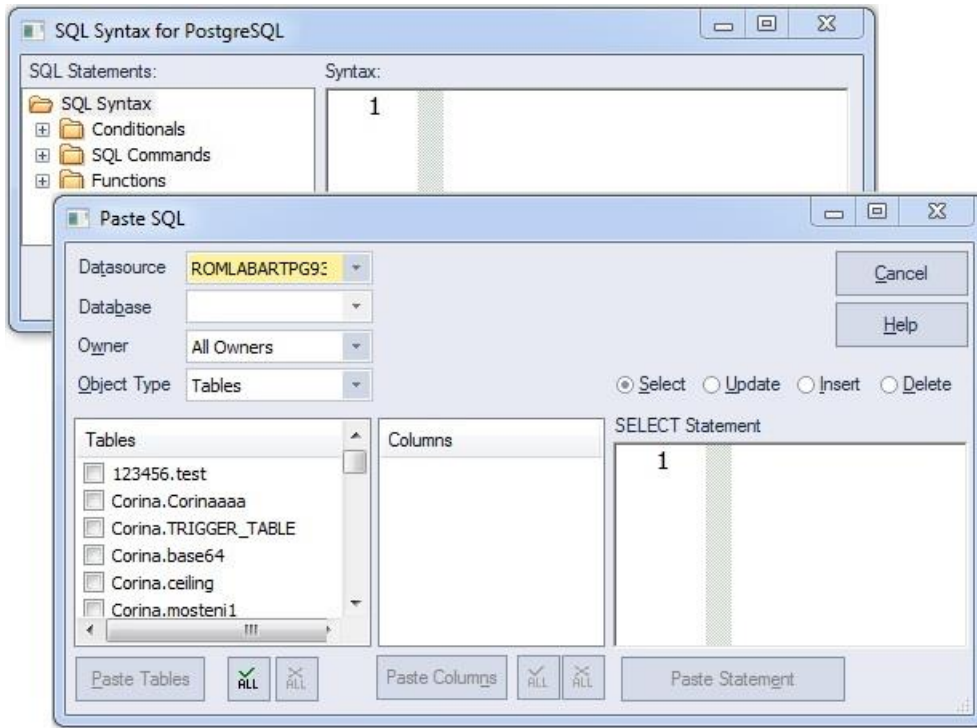 SQL Syntax for PostgreSQL
SQL Statements:
Syntax:
SQL Syntax
Conditionals
SQL Commands
Functions
1
Paste SQL
Datasource ROMLABARTPG93
Database
Owner All Owners
Object Type Tables
Cancel
Help
Select Update Insert Delete
Tables
123456.test
Corina.Corinaaaa
Corina.TRIGGER_TABLE
Corina.base64
Corina.ceiling
Corina.mosteni1
Columns
SELECT Statement
1
Paste Tables ALL ALL
Paste Columns ALL ALL
Paste Statement